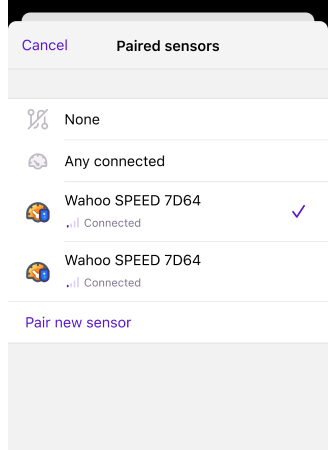 Cancel
Paired sensors
None
Any connected
Wahoo SPEED 7D64
Connected
Wahoo SPEED 7D64
Connected
Pair new sensor